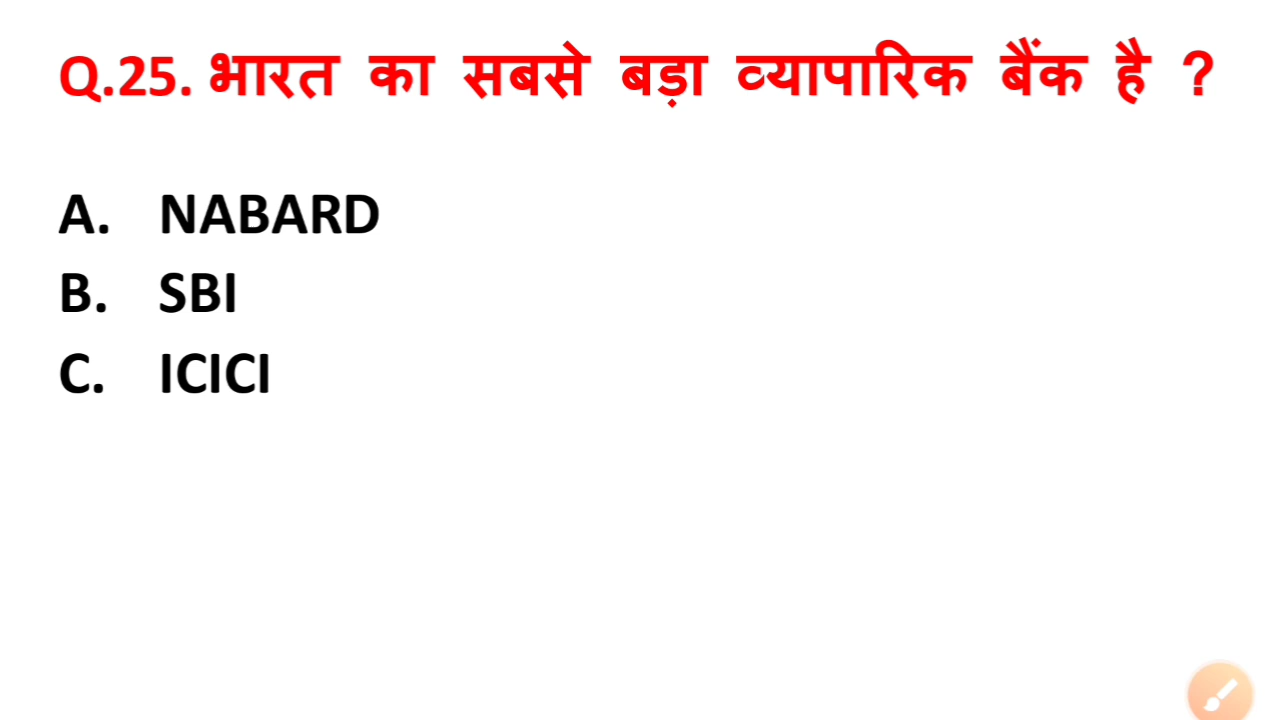 Q.25. भारत का सबसे बड़ा व्यापारिक बैंक है ?
A. NABARD
B. SBI
C. ICICI